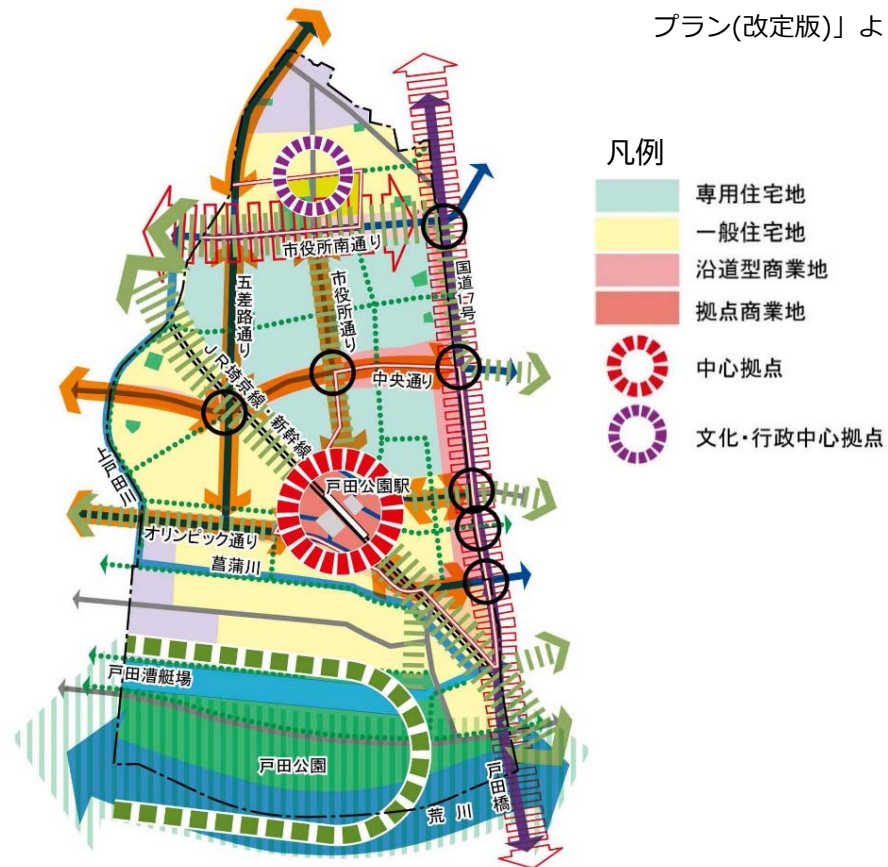 プラン(改定版)」よ
凡例
専用住宅地
一般住宅地
沿道型商業地
拠点商業地
中心拠点
文化・行政中心拠点
市役所南通り
国道17号
五差路通り
市役所通り
JR埼京線・新幹線
中央通り
上戸田川
戸田公園駅
オリンピック通り
菖蒲川
戸田漕艇場
戸田公園
戸田橋
荒川